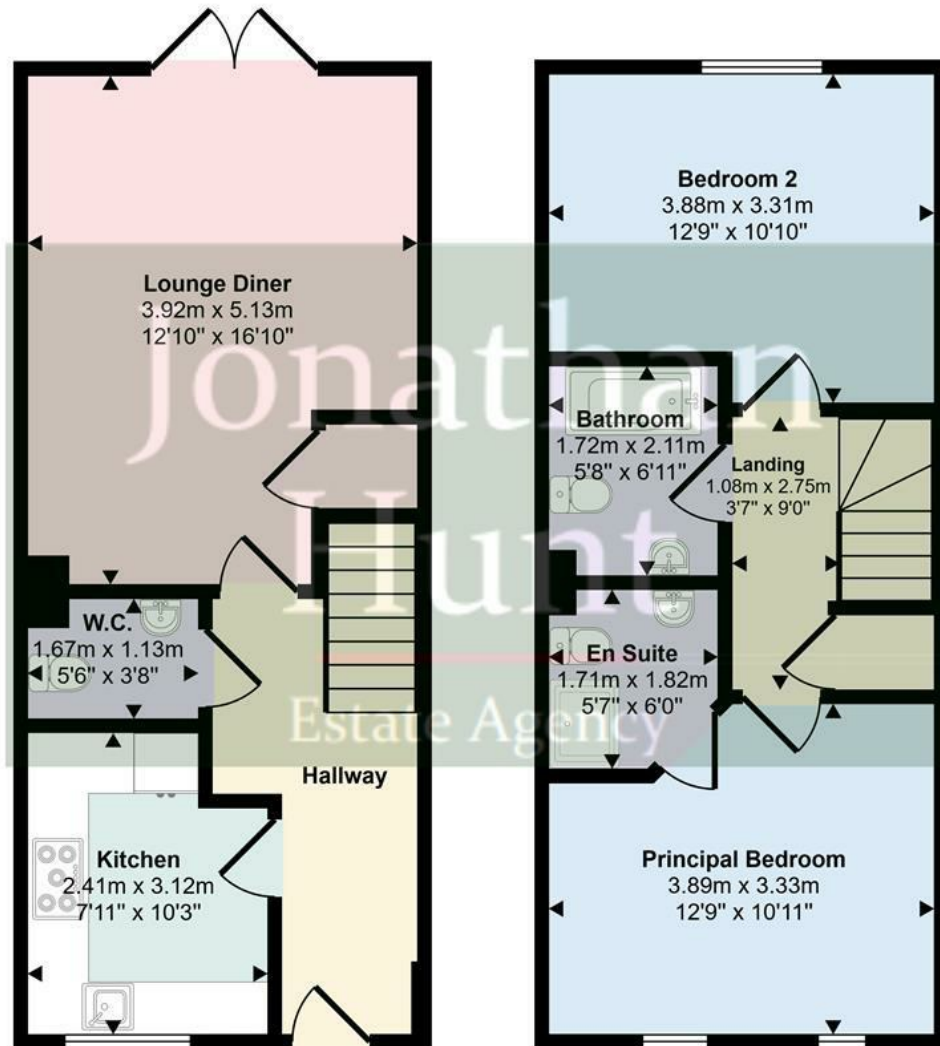 Lounge Diner
3.92m x 5.13m
12'10" x 16'10"
W.C.
1.67m x 1.13m
5'6" x 3'8"
Kitchen
2.41m x 3.12m
7'11" x 10'3"
Hallway
Bedroom 2
3.88m x 3.31m
12'9" x 10'10"
Bathroom
1.72m x 2.11m
5'8" x 6'11"
Landing
1.08m x 2.75m
3'7" x 9'0"
En Suite
1.71m x 1.82m
5'7" x 6'0"
Principal Bedroom
3.89m x 3.33m
12'9" x 10'11"
Jonathan
Hunt
Estate Agency